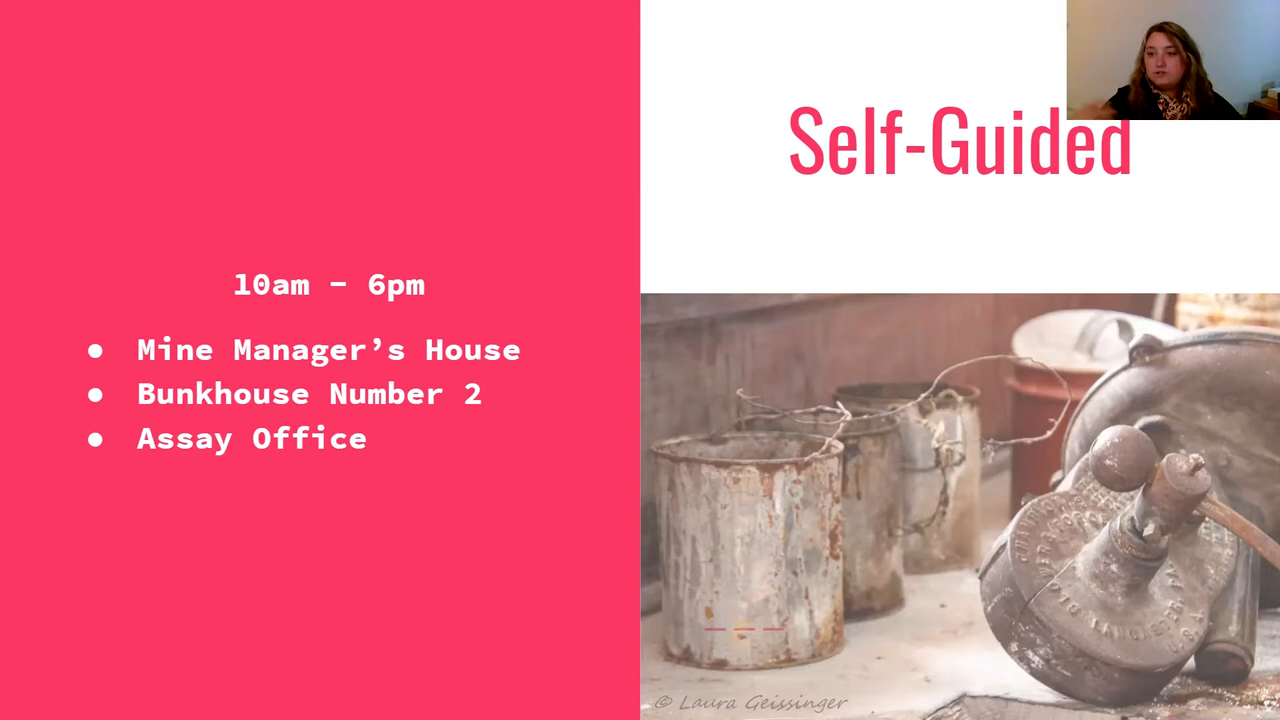 Self-Guided
10am - 6pm
● Mine Manager’s House
● Bunkhouse Number 2
● Assay Office
© Laura Geissinger